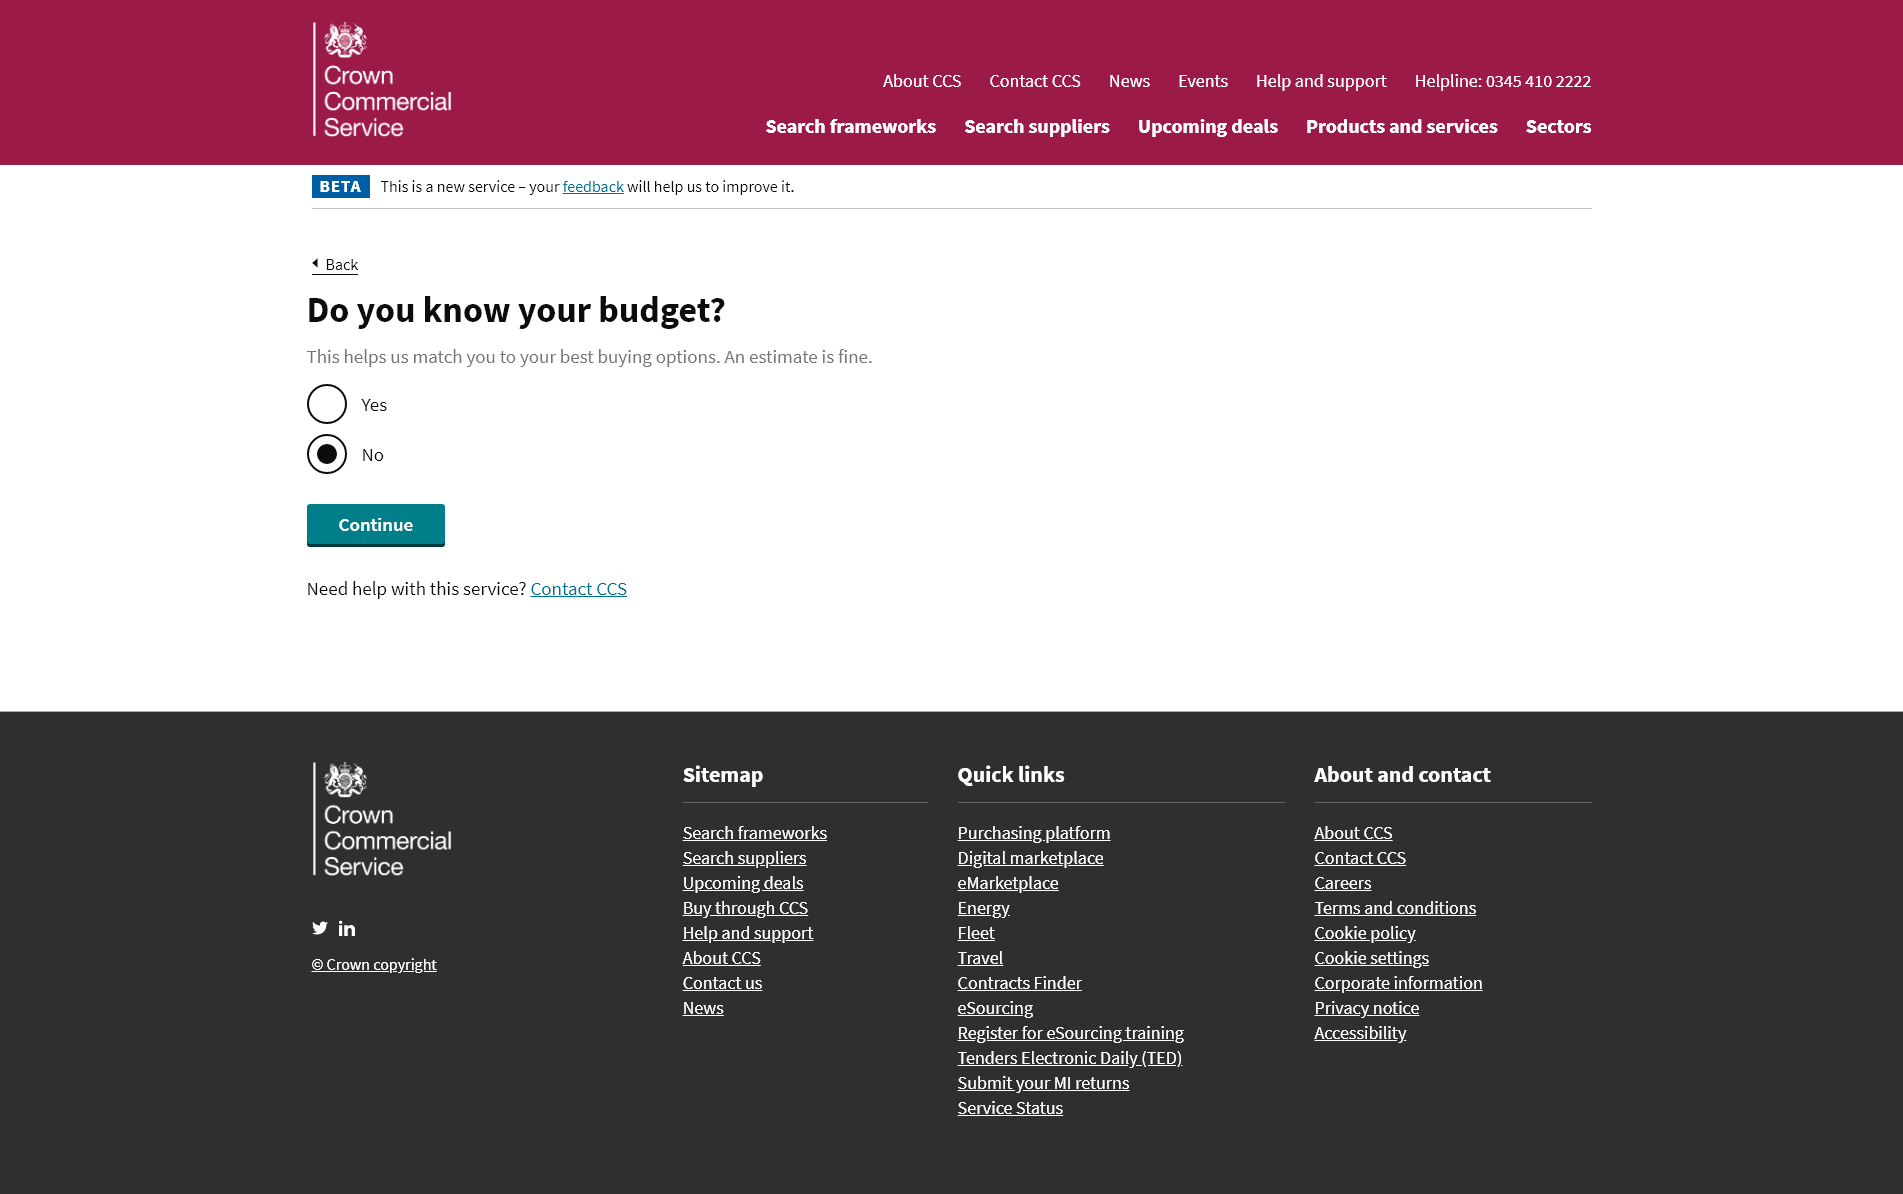 Crown
Commercial
Service
About CCS Contact CCS News Events Help and support Helpline: 0345 410 2222
Search frameworks Search suppliers Upcoming deals Products and services Sectors
BETA This is a new service – your feedback will help us to improve it.
Back
Do you know your budget?
This helps us match you to your best buying options. An estimate is fine.
Yes
No
Continue
Need help with this service? Contact CCS
Crown
Commercial
Service
© Crown copyright
Sitemap
Search frameworks
Search suppliers
Upcoming deals
Buy through CCS
Help and support
About CCS
Contact us
News
Quick links
Purchasing platform
Digital marketplace
eMarketplace
Energy
Fleet
Travel
Contracts Finder
eSourcing
Register for eSourcing training
Tenders Electronic Daily (TED)
Submit your MI returns
Service Status
About and contact
About CCS
Contact CCS
Careers
Terms and conditions
Cookie policy
Cookie settings
Corporate information
Privacy notice
Accessibility